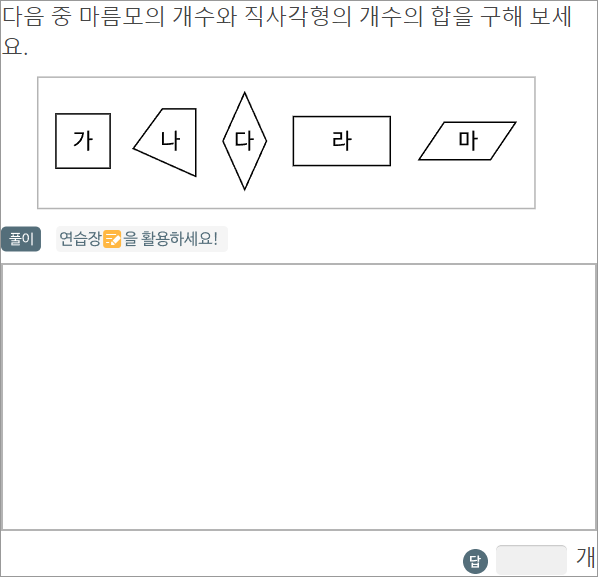 다음 중 마름모의 개수와 직사각형의 개수의 합을 구해 보세
요.
가 나 다 라 마
풀이 연습장을 활용하세요!
답 개